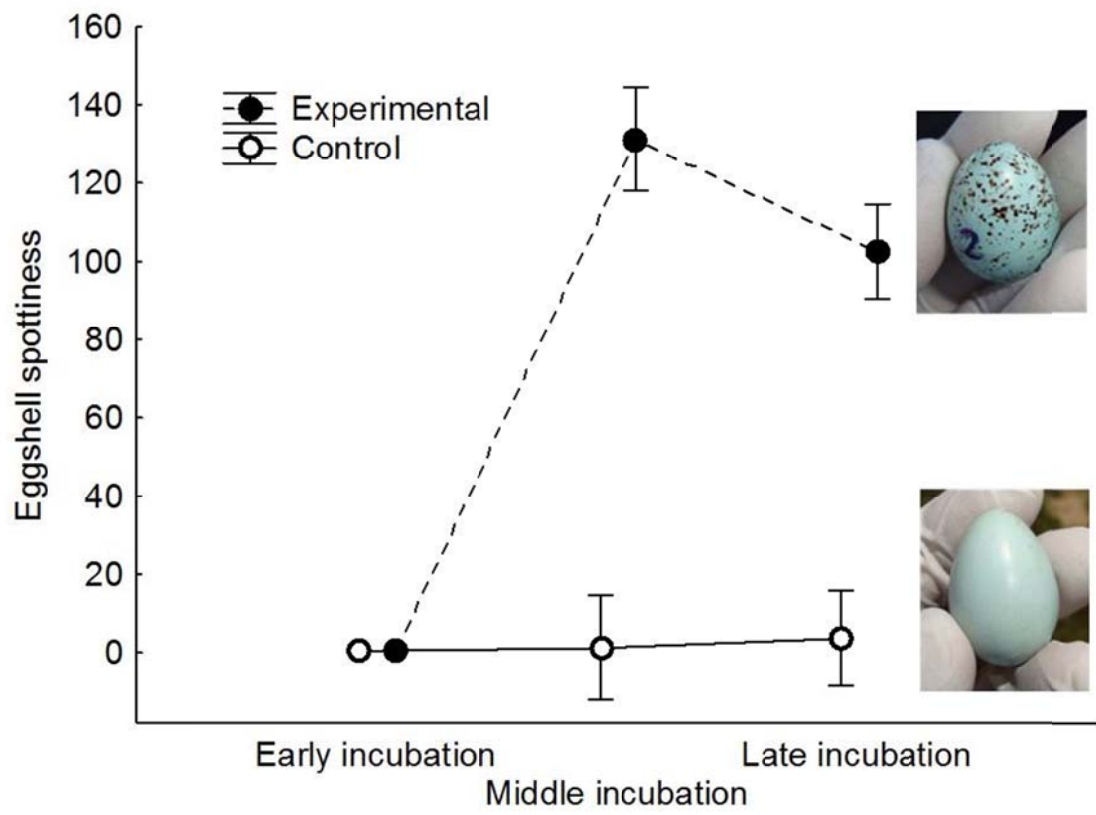 160
140
120
100
80
60
40
20
0
Eggshell spottiness
Experimental
Control
2
Early incubation
Middle incubation
Late incubation